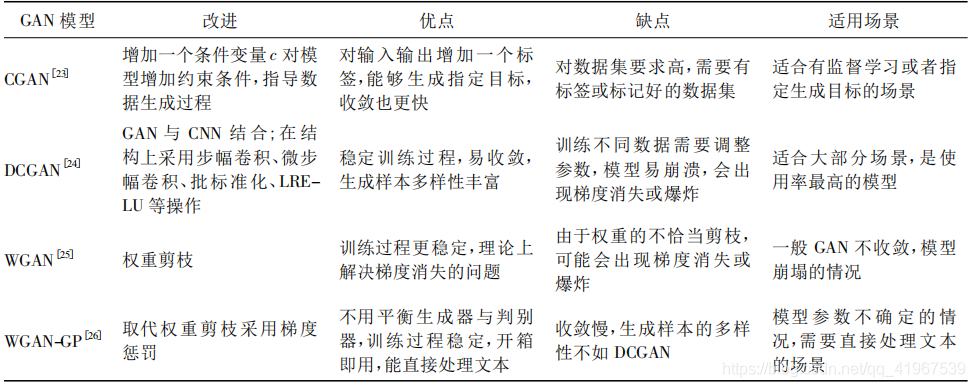 GAN 模型 改进 优点 缺点 适用场景
CGAN[23]
增加一个条件变量 c 对模
型增加约束条件,指导数
据生成过程
对输入输出增加一个标
签,能够生成指定目标,
收敛也更快
对数据集要求高,需要有
标签或标记好的数据集
适合有监督学习或者指
定生成目标的场景
DCGAN[24]
GAN 与 CNN 结合;在结
构上采用步幅卷积、微步
幅卷积、批标准化、LRE-
LU 等操作
稳定训练过程,易收敛,
生成样本多样性丰富
训练不同数据需要调整
参数,模型易崩溃,会出
现梯度消失或爆炸
适合大部分场景,是使
用率最高的模型
WGAN[25]
权重剪枝
训练过程更稳定,理论上
解决梯度消失的问题
由于权重的不恰当剪枝,
可能会出现梯度消失或
爆炸
一般 GAN 不收敛,模型
崩塌的情况
WGAN-GP[26]
取代权重剪枝采用梯度
惩罚
不用平衡生成器与判别
器,训练过程稳定,开箱
即用,能直接处理文本
收敛慢,生成样本的多样
性不如 DCGAN
模型参数不确定的情
况,需要直接处理文本
的场景
https://blog.csdn.net/qq_41967539